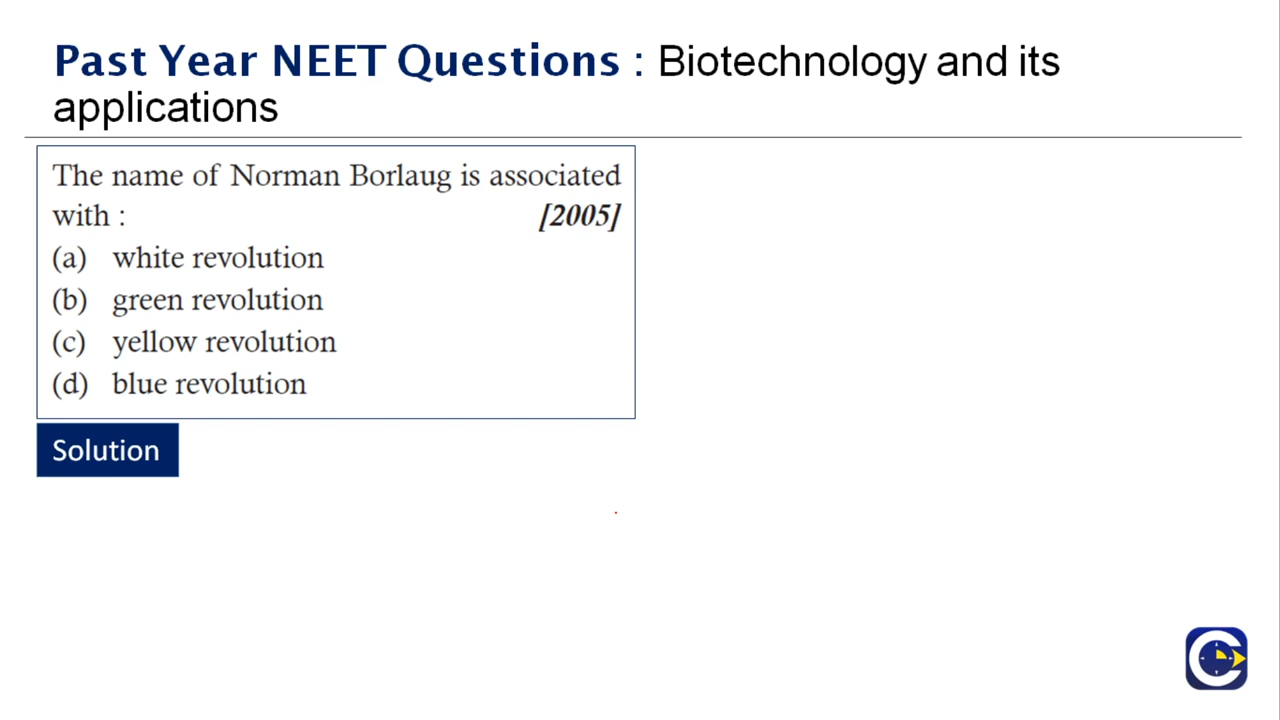 Past Year NEET Questions : Biotechnology and its
applications
The name of Norman Borlaug is associated
with : [2005]
(a) white revolution
(b) green revolution
(c) yellow revolution
(d) blue revolution
Solution